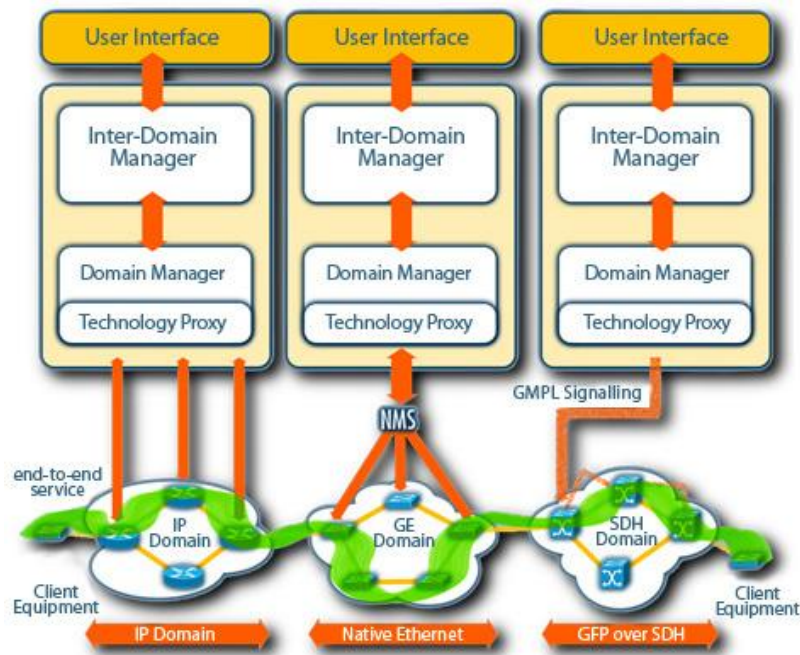 User Interface
User Interface
User Interface
Inter-Domain
Manager
Inter-Domain
Manager
Inter-Domain
Manager
Domain Manager
Domain Manager
Domain Manager
Technology Proxy
Technology Proxy
Technology Proxy
GMPL Signalling
NMS
end-to-end
service
IP
Domain
GE
Domain
SDH
Domain
Client
Equipment
Client
Equipment
IP Domain
Native Ethernet
GFP over SDH